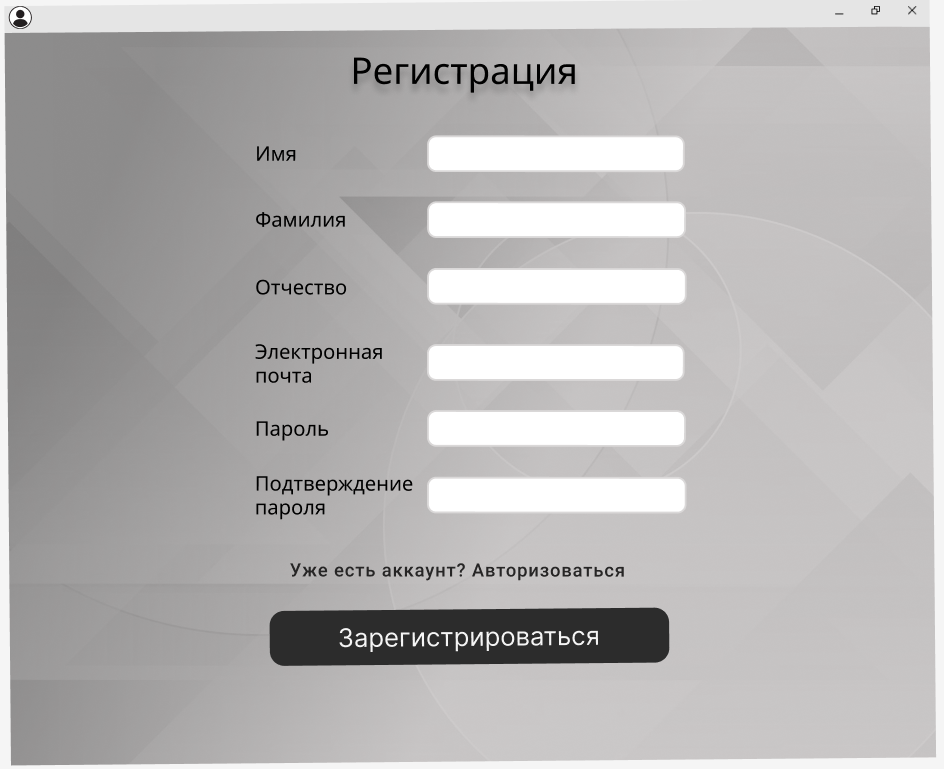 Регистрация
Имя
Фамилия
Отчество
Электронная
почта
Пароль
Подтверждение
пароля
Уже есть аккаунт? Авторизоваться
Зарегистрироваться